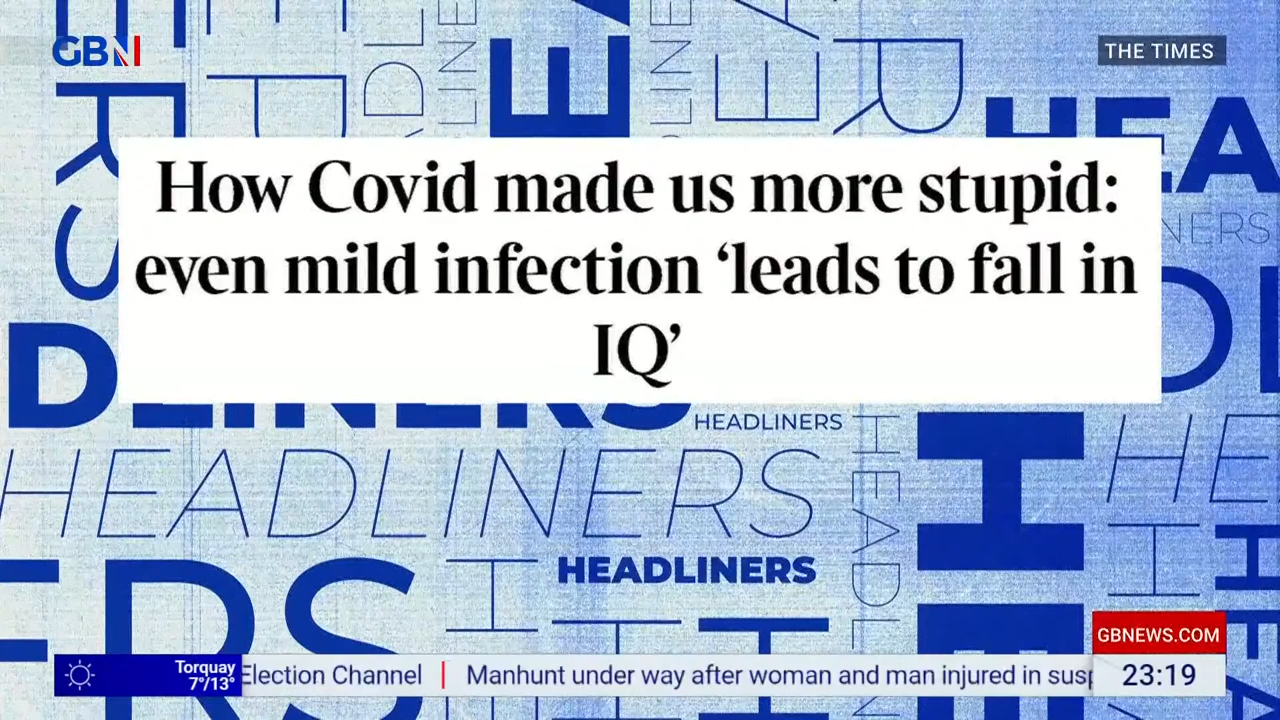 GBN
THE TIMES
How Covid made us more stupid:
even mild infection ‘leads to fall in
IQ’
HEADLINERS
HEADLINERS
HEADLINERS
GBNEWS.COM
Torquay
7°/13°
Election Channel
Manhunt under way after woman and man injured in susp
23:19